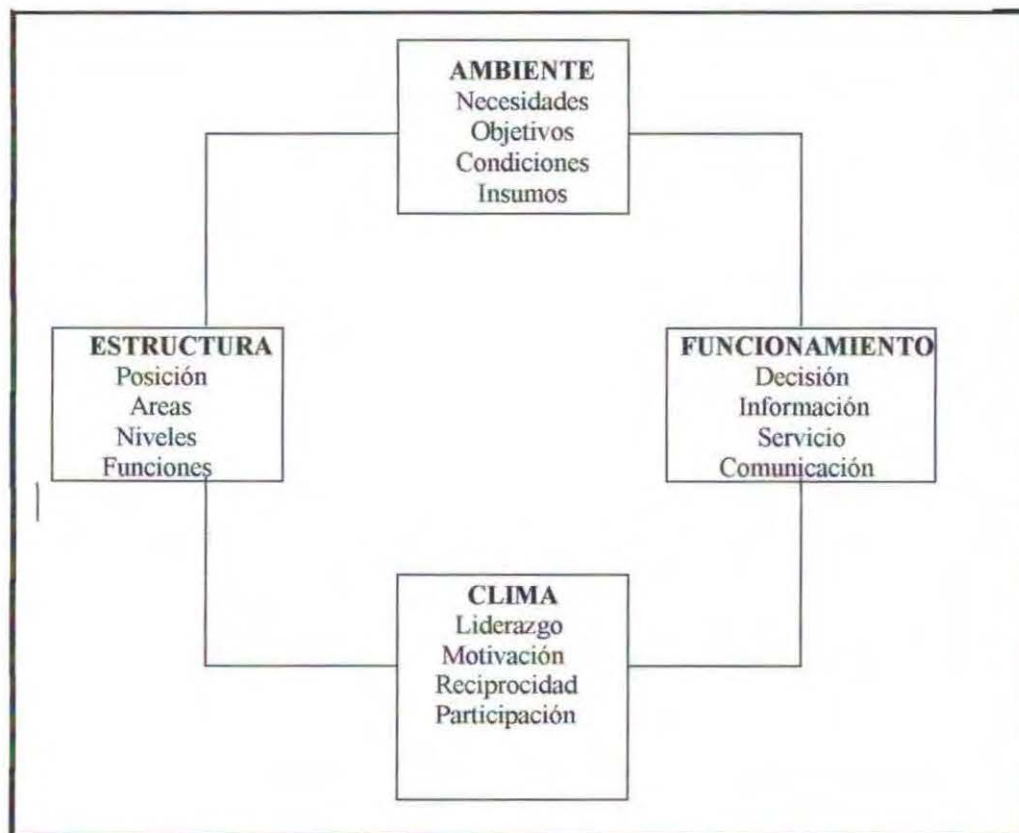 AMBIENTE
Necesidades
Objetivos
Condiciones
Insumos
ESTRUCTURA
Posición
Areas
Niveles
Funciones
FUNCIONAMIENTO
Decisión
Información
Servicio
Comunicación
CLIMA
Liderazgo
Motivación
Reciprocidad
Participación